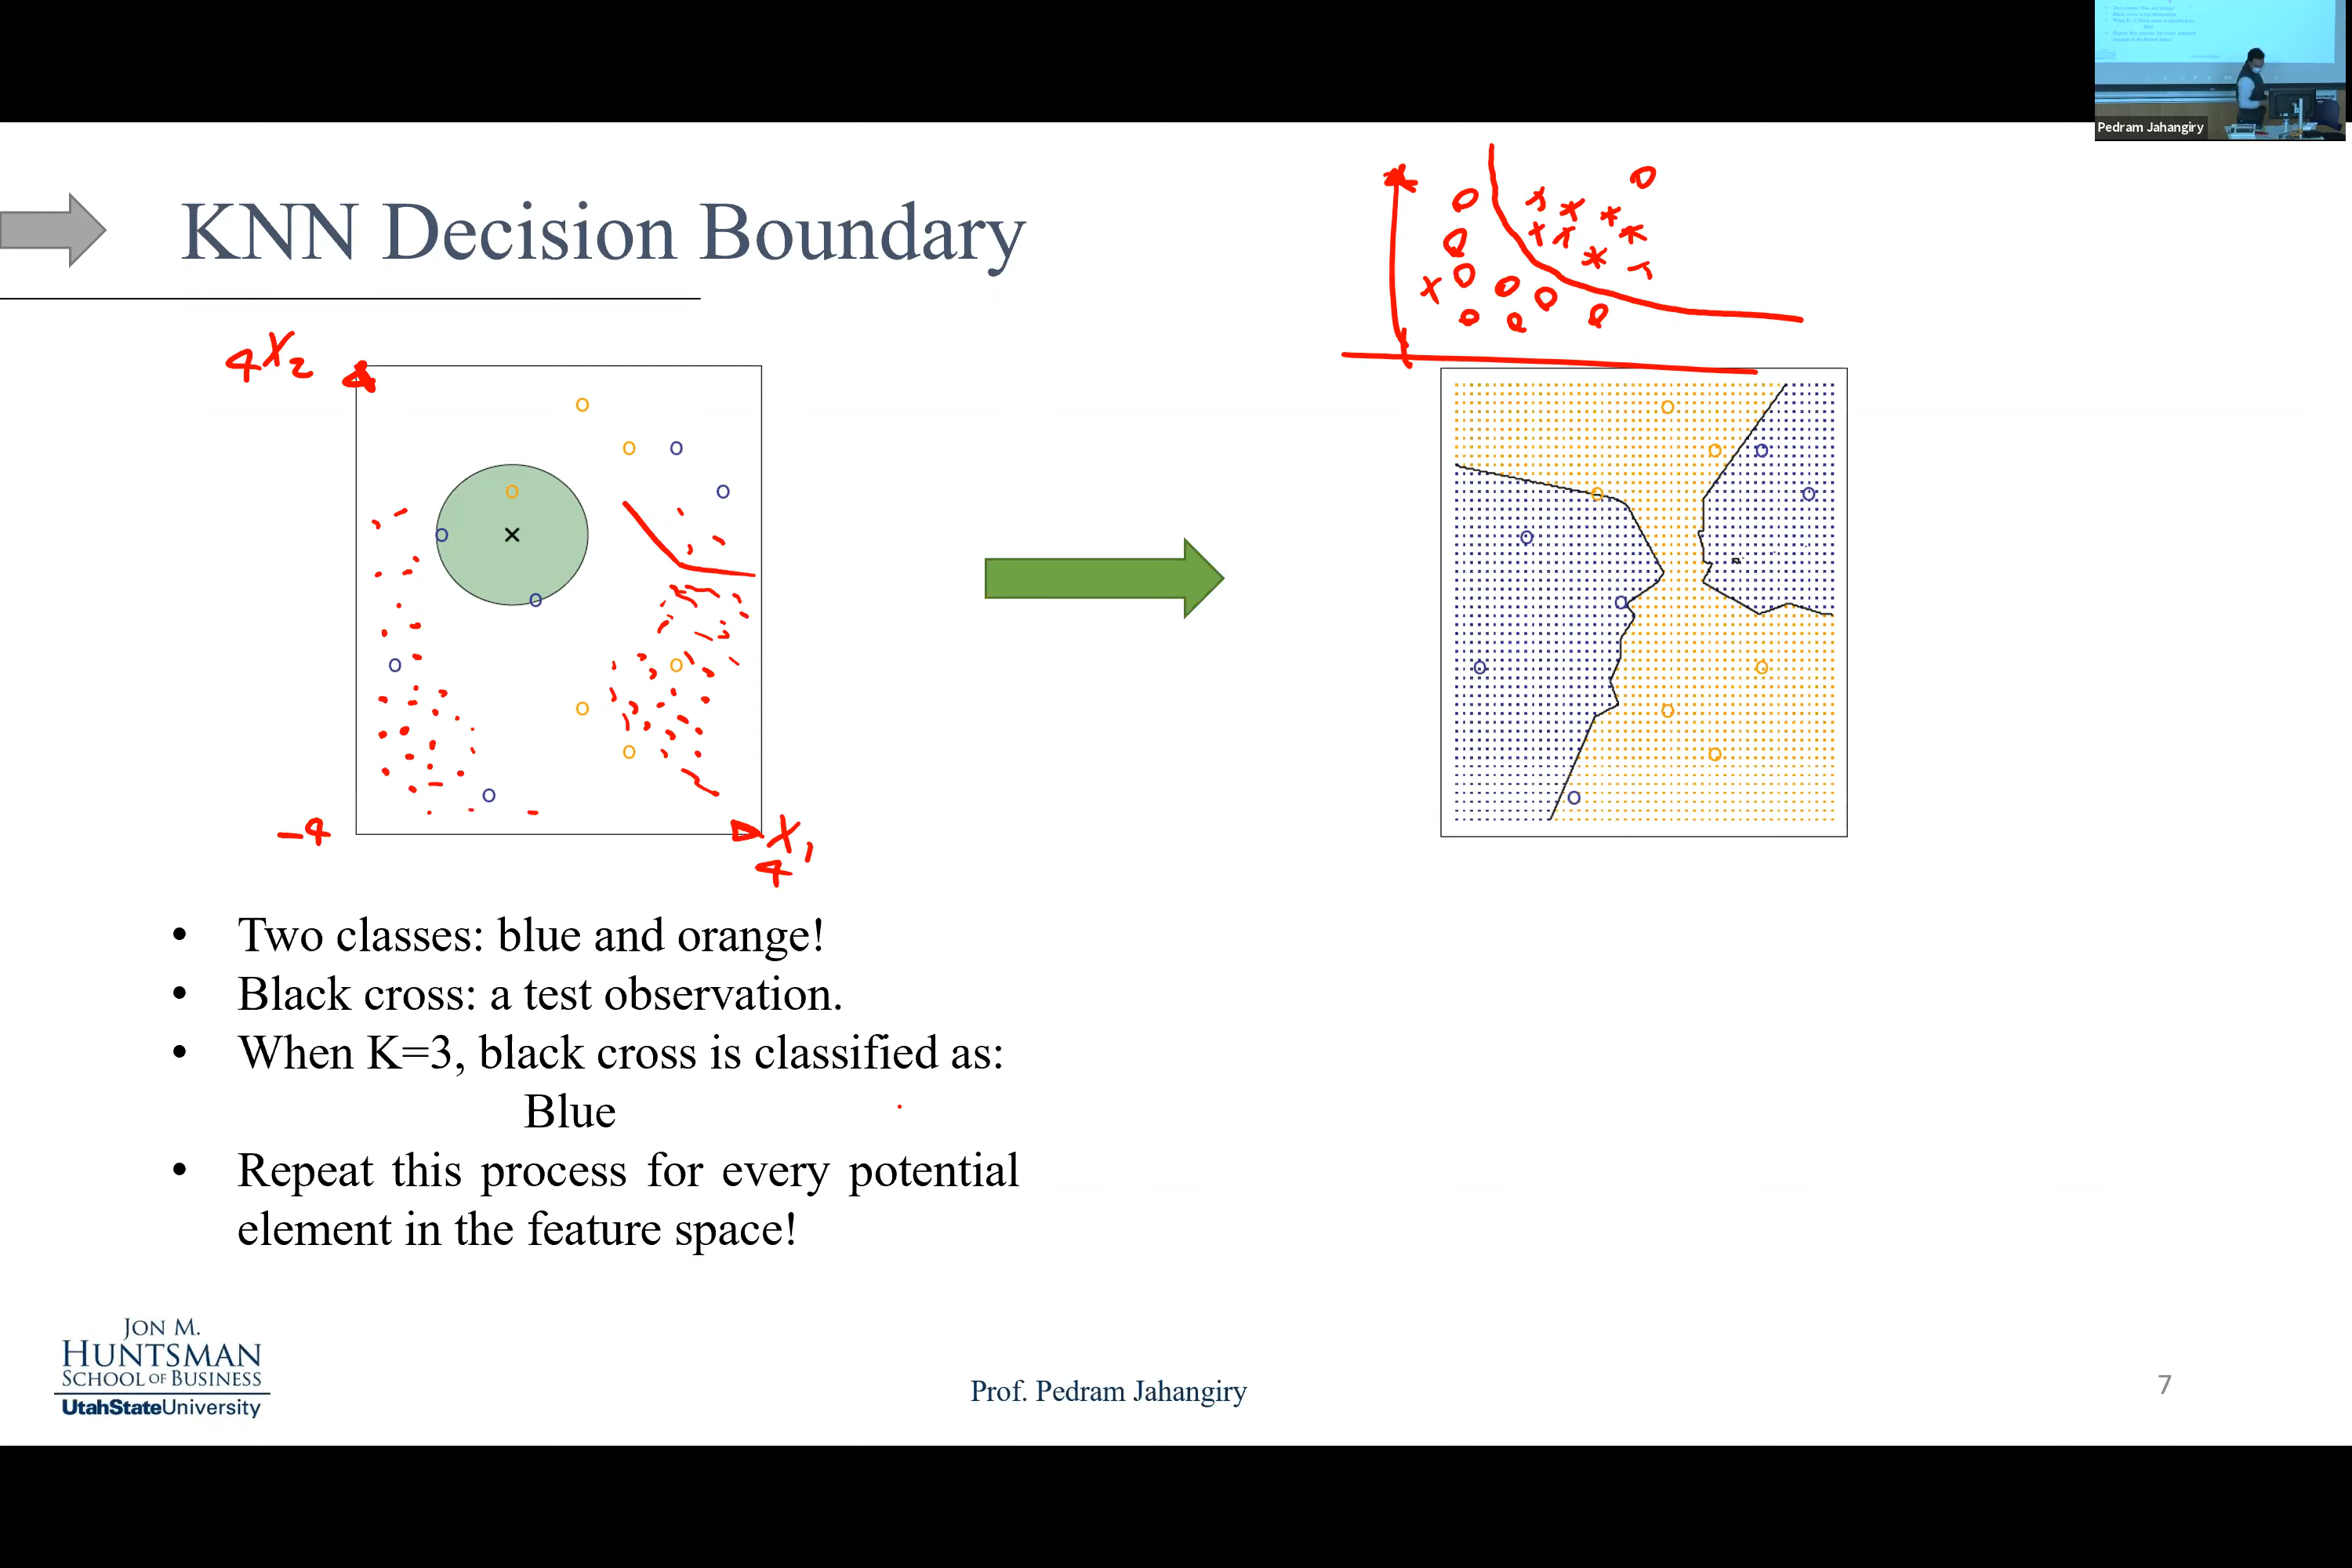 Pedram Jahangiry
KNN Decision Boundary
4 X₂
-4
X₁
4
• Two classes: blue and orange!
• Black cross: a test observation.
• When K=3, black cross is classified as:
Blue
• Repeat this process for every potential
element in the feature space!
JON M.
HUNTSMAN
SCHOOL OF BUSINESS
UtahStateUniversity
Prof. Pedram Jahangiry
7